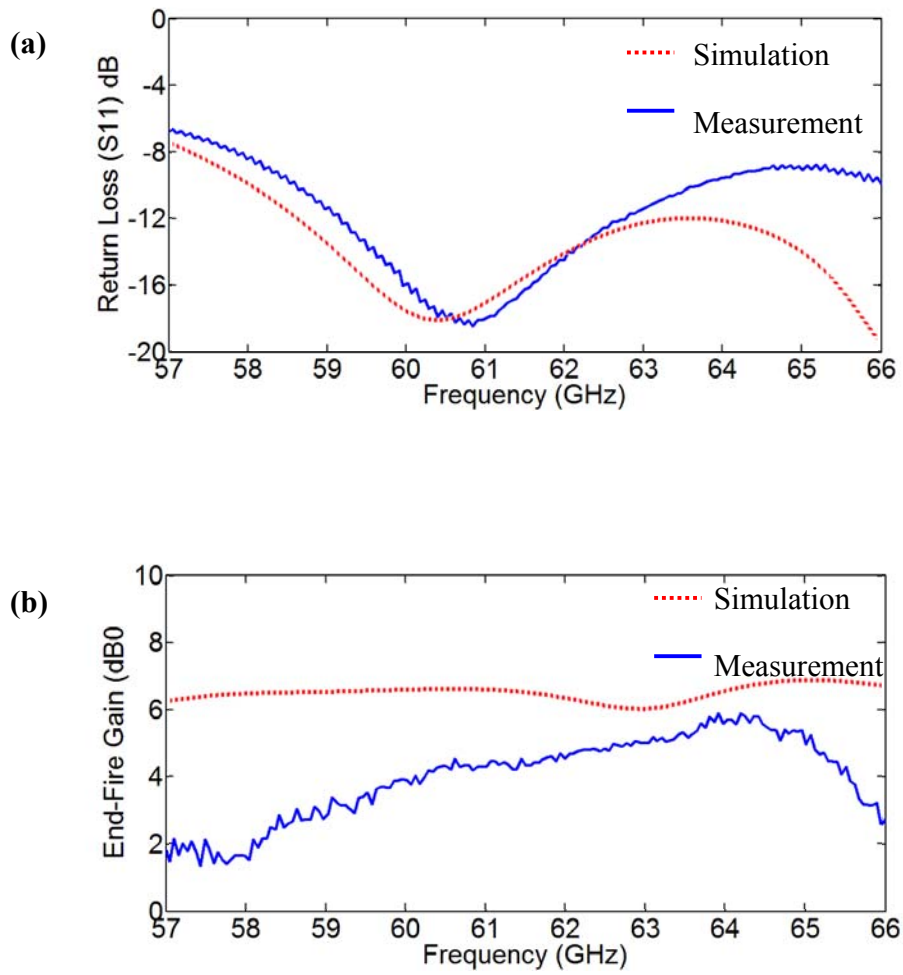 (a)
Return Loss (S11) dB
0
-4
-8
-12
-16
-20
Simulation
Measurement
57 58 59 60 61 62 63 64 65 66
Frequency (GHz)
(b)
End-Fire Gain (dB0
10
8
6
4
2
0
Simulation
Measurement
57 58 59 60 61 62 63 64 65 66
Frequency (GHz)